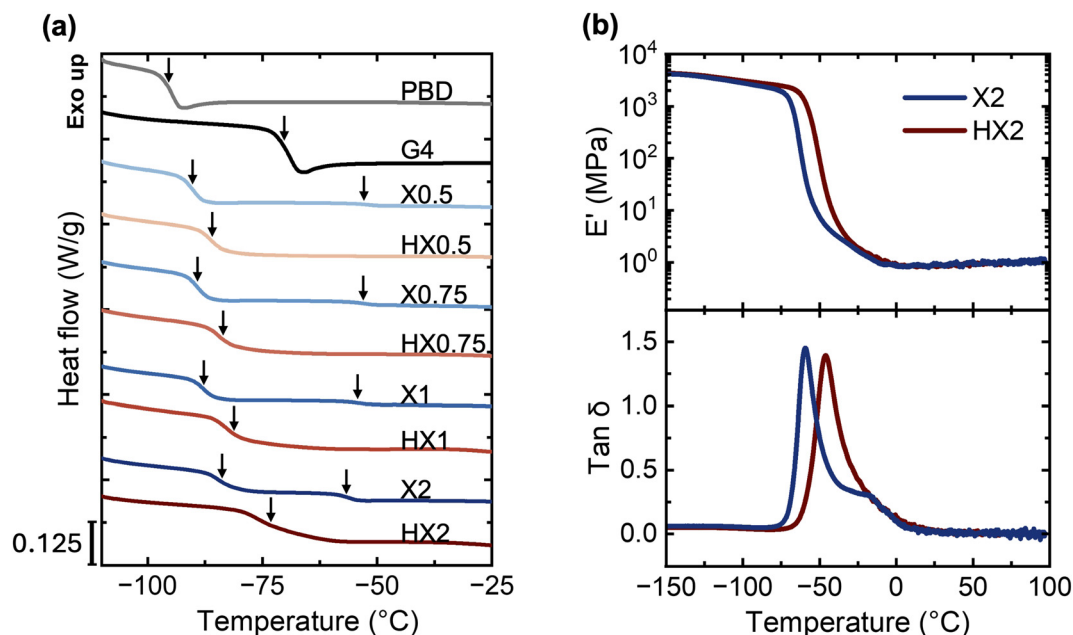 (a)
Exo up
Heat flow (W/g)
PBD
G4
X0.5
HX0.5
X0.75
HX0.75
X1
HX1
X2
HX2
0.125
−100 −75 −50 −25
Temperature (°C)
(b)
E' (MPa)
10⁴
10³
10²
10¹
10⁰
X2
HX2
Tan δ
1.5
1.0
0.5
0.0
−150 −100 −50 0 50 100
Temperature (°C)